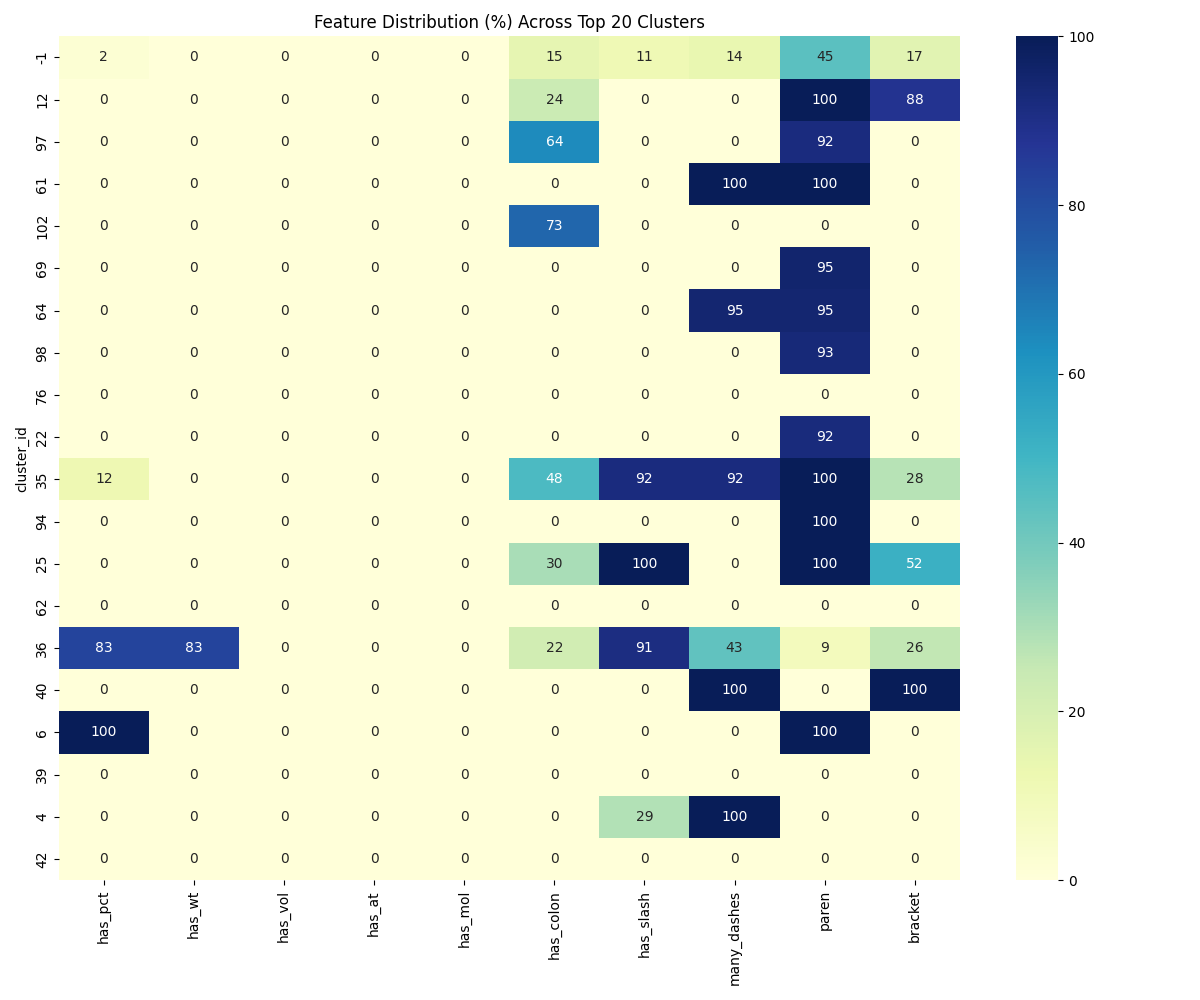 Feature Distribution (%) Across Top 20 Clusters
cluster_id
-1 2 0 0 0 0 15 11 14 45 17
12 0 0 0 0 0 24 0 0 100 88
97 0 0 0 0 0 64 0 0 92 0
61 0 0 0 0 0 0 0 100 100 0
102 0 0 0 0 0 73 0 0 0 0
69 0 0 0 0 0 0 0 0 95 0
64 0 0 0 0 0 0 0 95 95 0
98 0 0 0 0 0 0 0 0 93 0
76 0 0 0 0 0 0 0 0 0 0
22 0 0 0 0 0 0 0 0 92 0
35 12 0 0 0 0 48 92 92 100 28
94 0 0 0 0 0 0 0 0 100 0
25 0 0 0 0 0 30 100 0 100 52
62 0 0 0 0 0 0 0 0 0 0
36 83 83 0 0 0 22 91 43 9 26
40 0 0 0 0 0 0 0 100 0 100
6 100 0 0 0 0 0 0 0 100 0
39 0 0 0 0 0 0 0 0 0 0
4 0 0 0 0 0 0 29 100 0 0
42 0 0 0 0 0 0 0 0 0 0
has_pct has_wt has_vol has_at has_mol has_colon has_slash many_dashes paren bracket
100
80
60
40
20
0